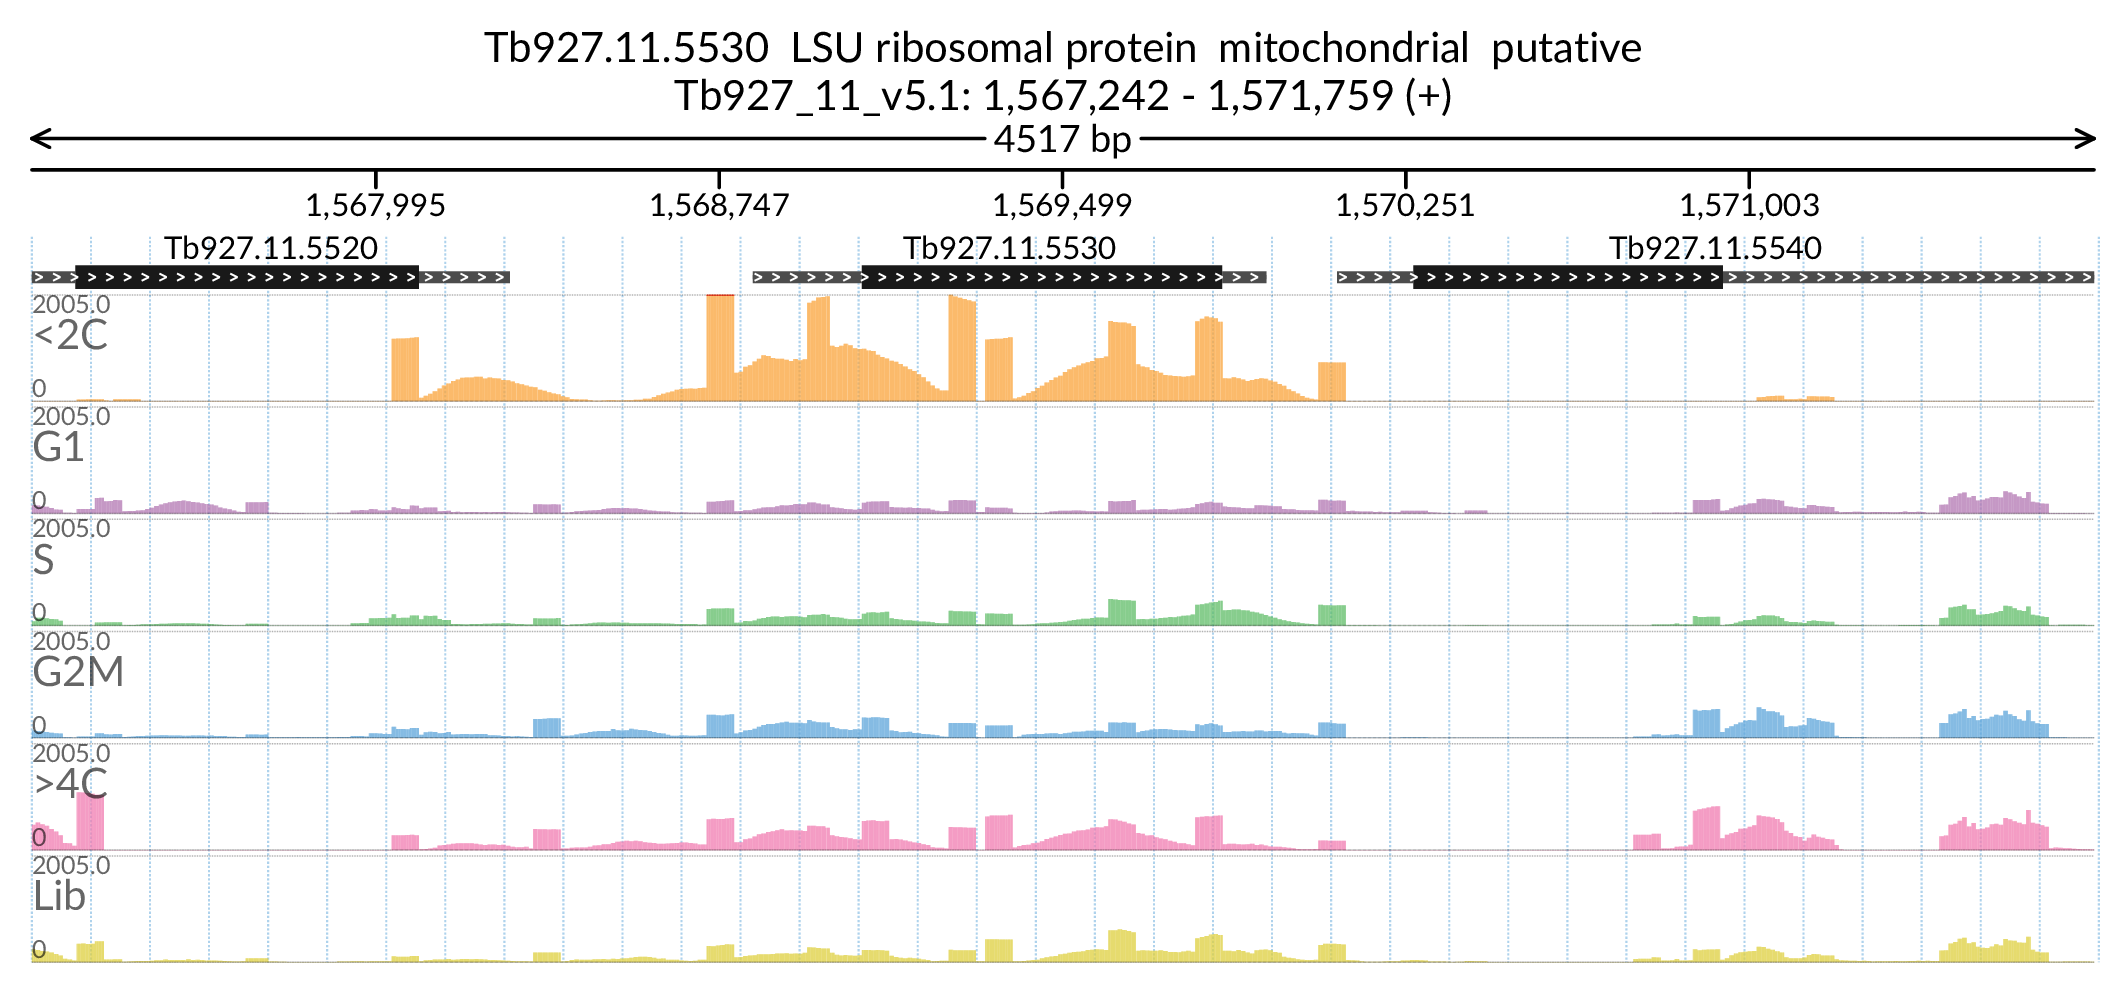 Tb927.11.5530 LSU ribosomal protein mitochondrial putative
Tb927_11_v5.1: 1,567,242 - 1,571,759 (+)
4517 bp
1,567,995 1,568,747 1,569,499 1,570,251 1,571,003
Tb927.11.5520 Tb927.11.5530 Tb927.11.5540
2005.0
<2C
0
2005.0
G1
0
2005.0
S
0
2005.0
G2M
0
2005.0
>4C
0
2005.0
Lib
0